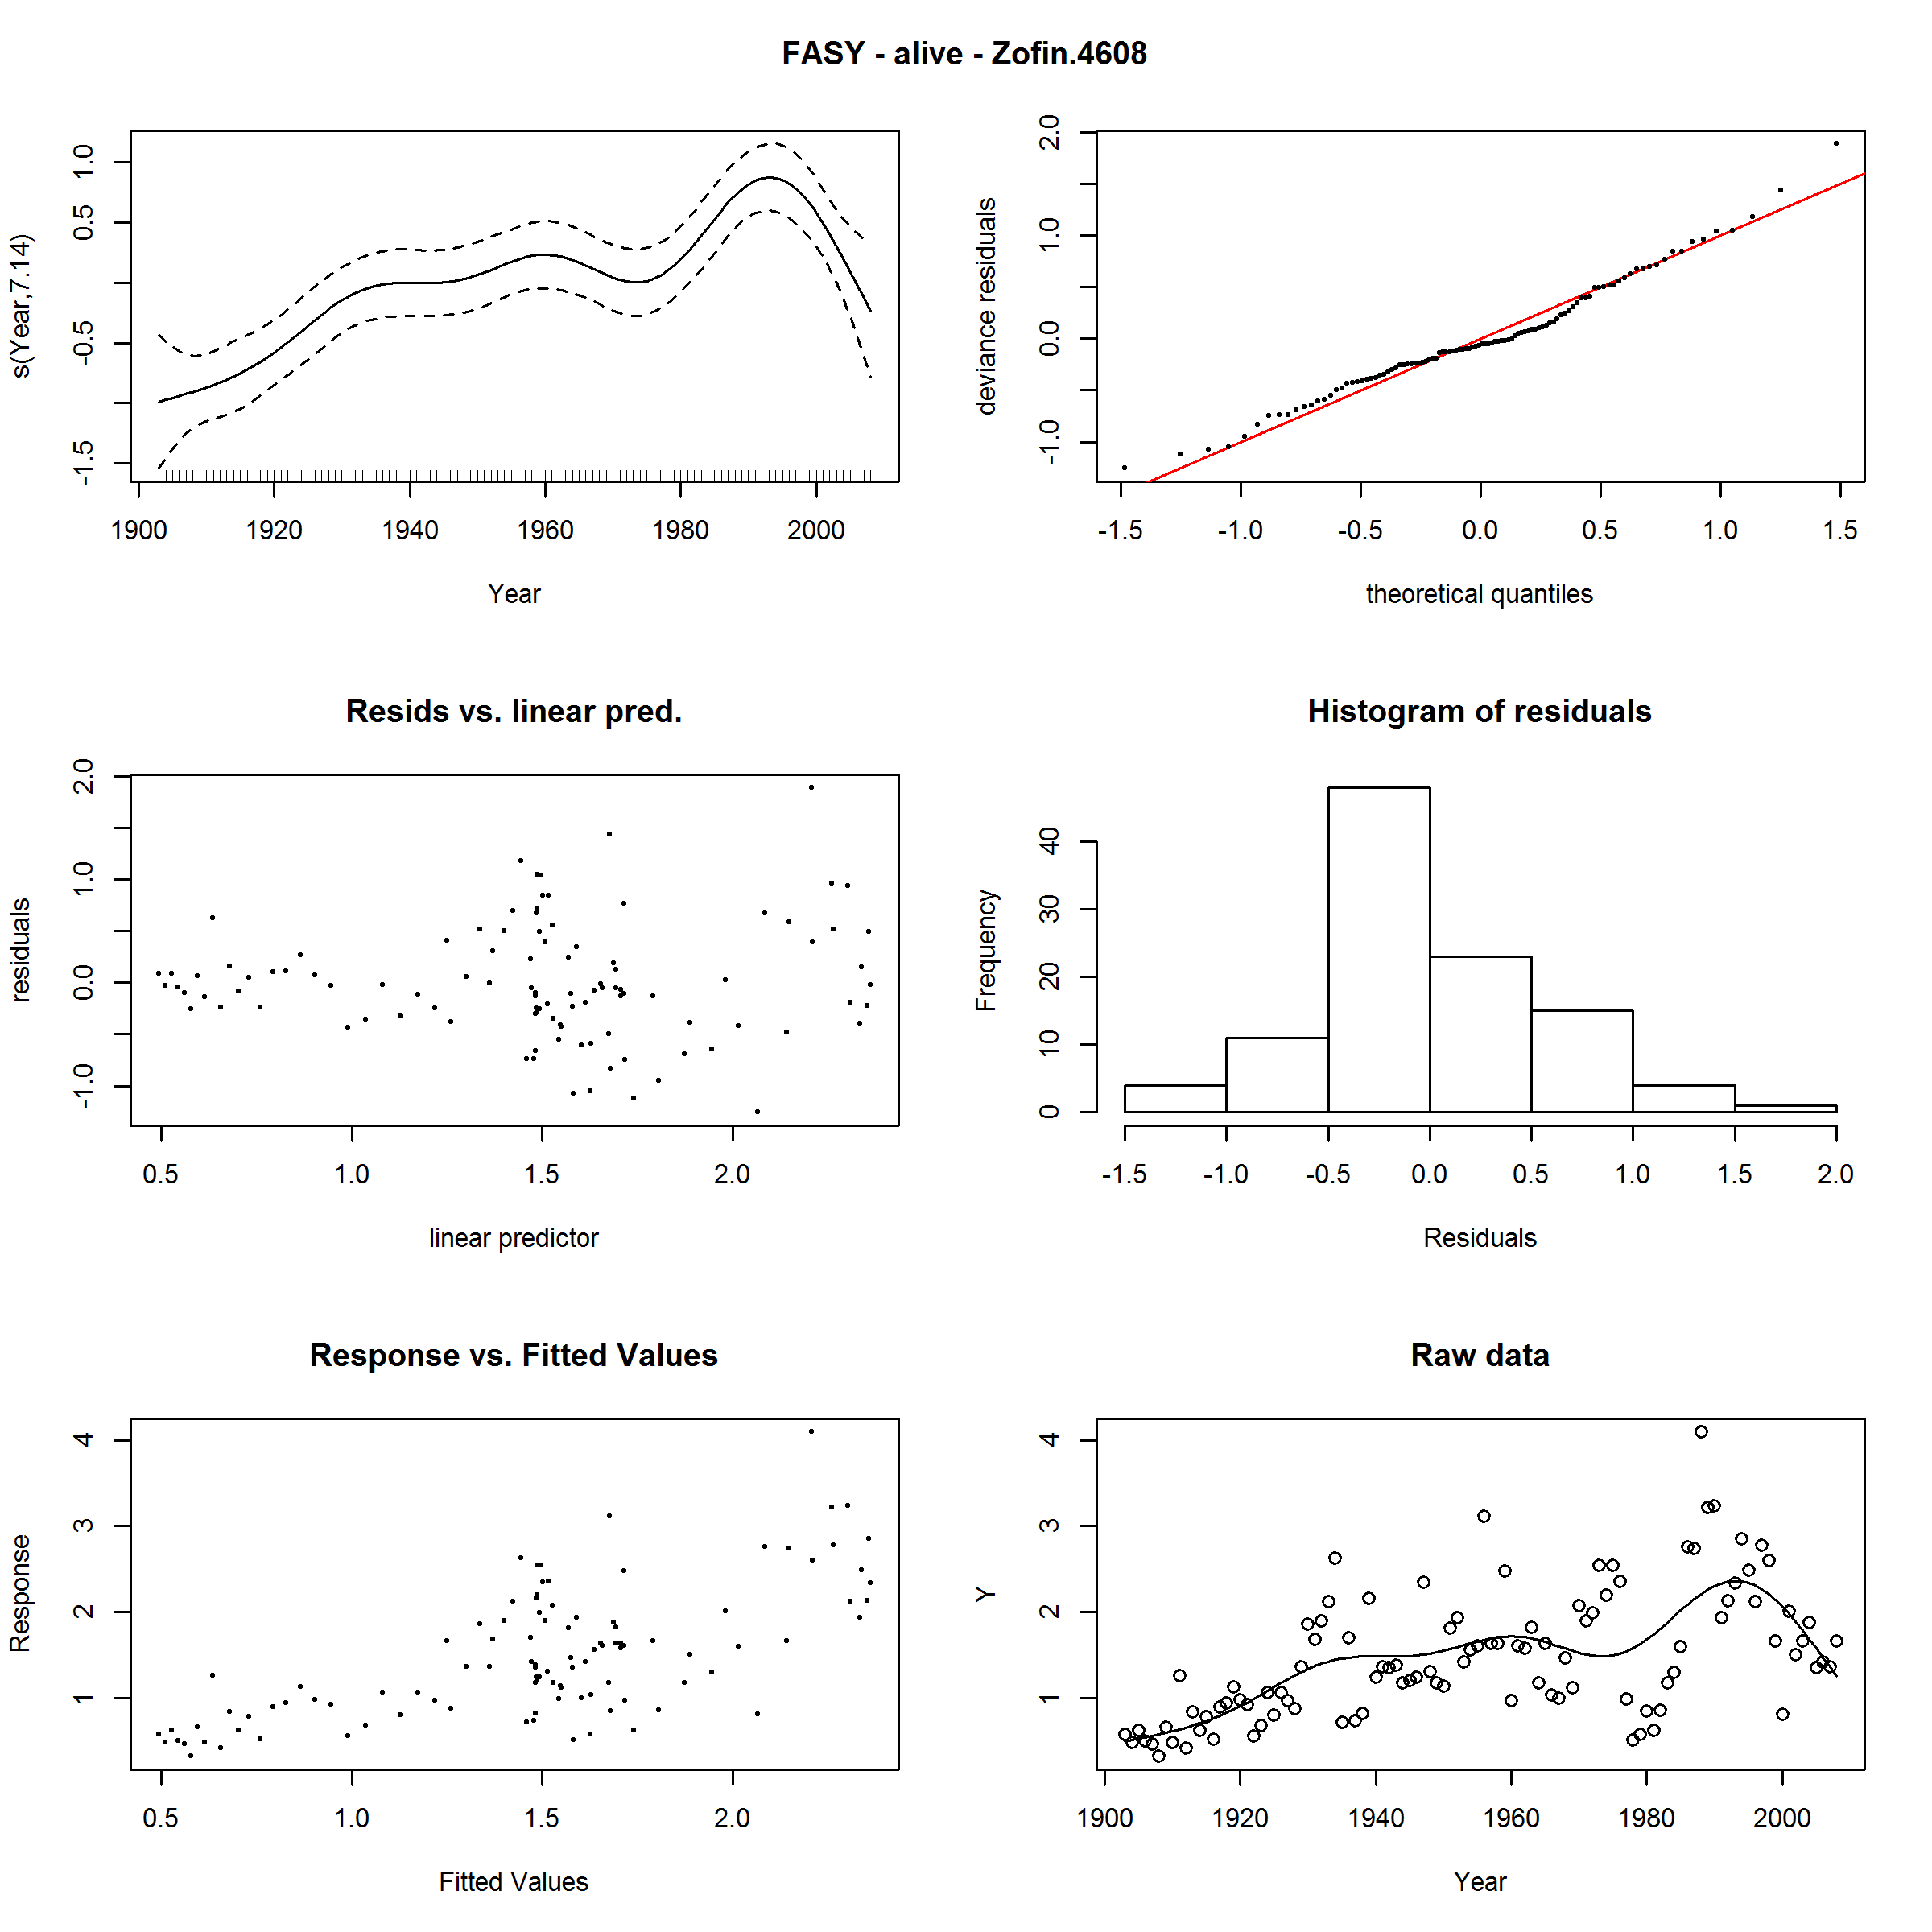 FASY - alive - Zofin.4608
s(Year,7.14)
-1.5 -0.5 0.5 1.0
1900 1920 1940 1960 1980 2000
Year
deviance residuals
-1.0 0.0 1.0 2.0
-1.5 -1.0 -0.5 0.0 0.5 1.0 1.5
theoretical quantiles
Resids vs. linear pred.
residuals
-1.0 0.0 1.0 2.0
0.5 1.0 1.5 2.0
linear predictor
Histogram of residuals
Frequency
0 10 20 30 40
-1.5 -1.0 -0.5 0.0 0.5 1.0 1.5 2.0
Residuals
Response vs. Fitted Values
Response
1 2 3 4
0.5 1.0 1.5 2.0
Fitted Values
Raw data
Y
1 2 3 4
1900 1920 1940 1960 1980 2000
Year